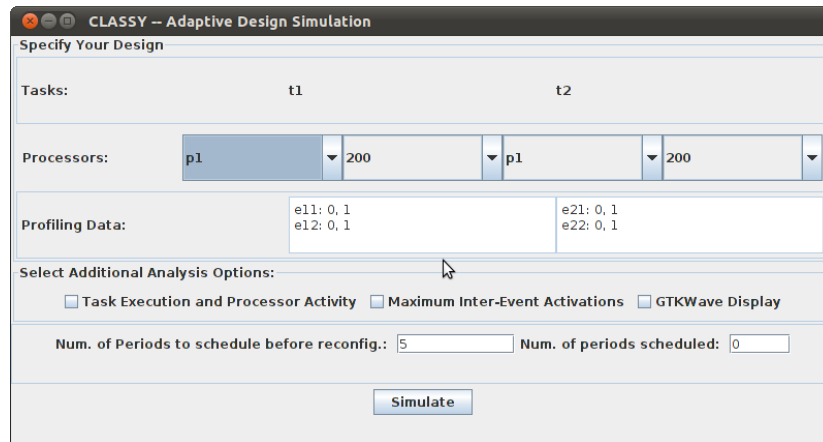 CLASSY -- Adaptive Design Simulation
Specify Your Design
Tasks: t1 t2
Processors: p1 200 p1 200
Profiling Data: e11: 0, 1 e21: 0, 1
e12: 0, 1 e22: 0, 1
Select Additional Analysis Options:
Task Execution and Processor Activity Maximum Inter-Event Activations GTKWave Display
Num. of Periods to schedule before reconfig.: 5 Num. of periods scheduled: 0
Simulate